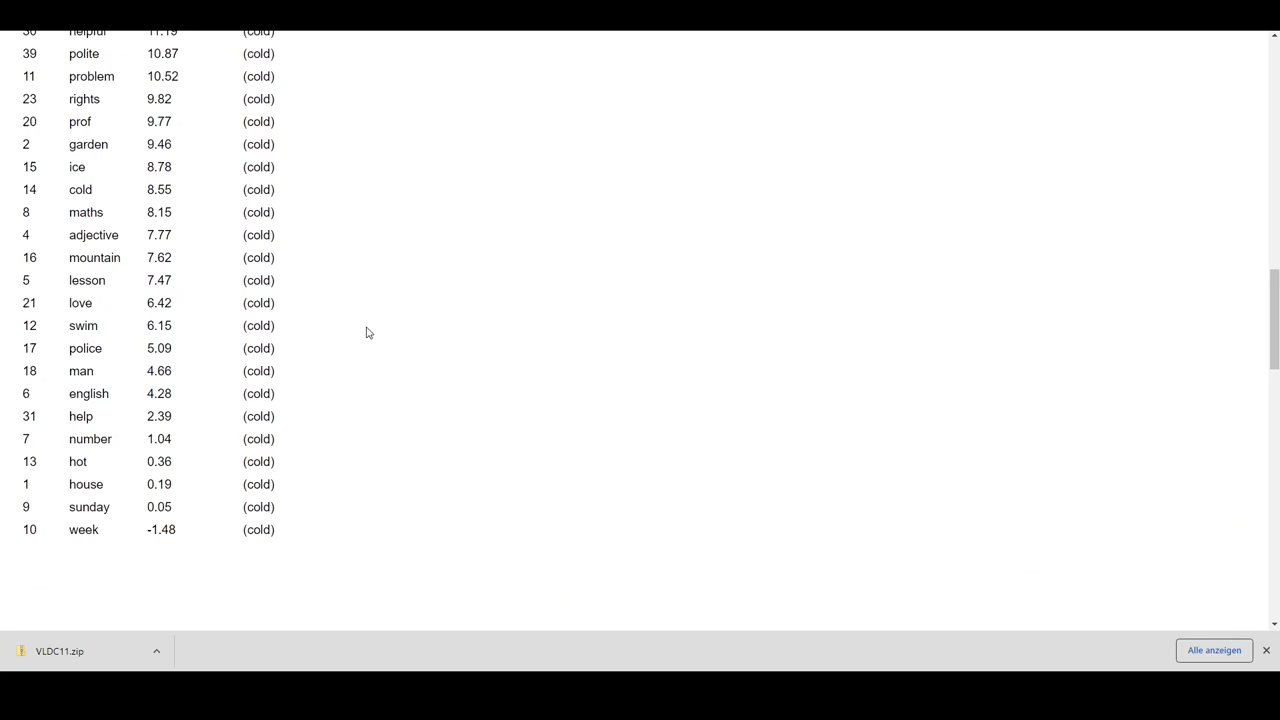 30 helpful 11.19 (cold)
39 polite 10.87 (cold)
11 problem 10.52 (cold)
23 rights 9.82 (cold)
20 prof 9.77 (cold)
2 garden 9.46 (cold)
15 ice 8.78 (cold)
14 cold 8.55 (cold)
8 maths 8.15 (cold)
4 adjective 7.77 (cold)
16 mountain 7.62 (cold)
5 lesson 7.47 (cold)
21 love 6.42 (cold)
12 swim 6.15 (cold)
17 police 5.09 (cold)
18 man 4.66 (cold)
6 english 4.28 (cold)
31 help 2.39 (cold)
7 number 1.04 (cold)
13 hot 0.36 (cold)
1 house 0.19 (cold)
9 sunday 0.05 (cold)
10 week -1.48 (cold)
VLDC11.zip Alle anzeigen